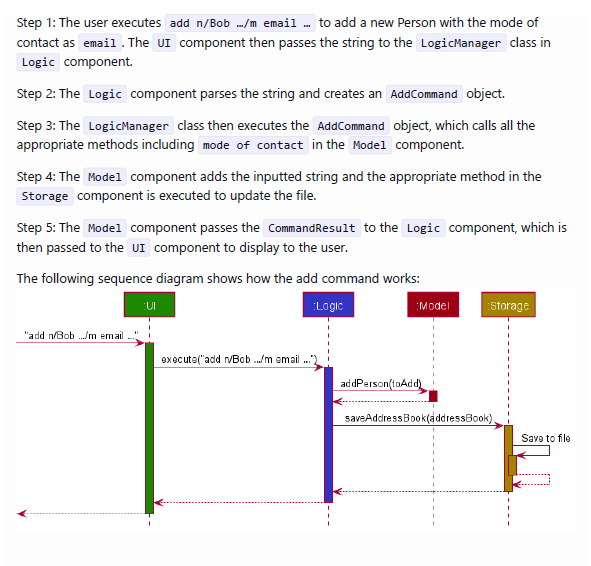 Step 1: The user executes add n/Bob …/m email … to add a new Person with the mode of
contact as email . The UI component then passes the string to the LogicManager class in
Logic component.
Step 2: The Logic component parses the string and creates an AddCommand object.
Step 3: The LogicManager class then executes the AddCommand object, which calls all the
appropriate methods including mode of contact in the Model component.
Step 4: The Model component adds the inputted string and the appropriate method in the
Storage component is executed to update the file.
Step 5: The Model component passes the CommandResult to the Logic component, which is
then passed to the UI component to display to the user.
The following sequence diagram shows how the add command works:
:UI
:Logic
:Model
:Storage
"add n/Bob .../m email ..."
execute("add n/Bob .../m email ...")
addPerson(toAdd)
saveAddressBook(addressBook)
Save to file